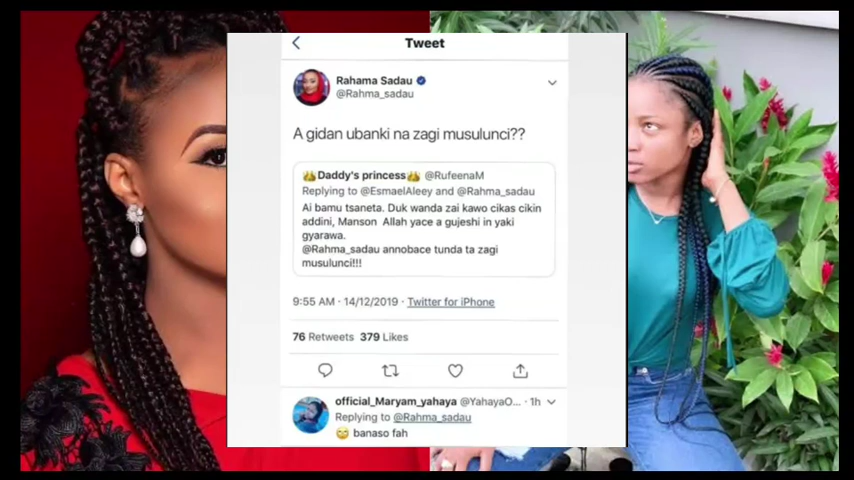 Tweet
Rahama Sadau
@Rahma_sadau
A gidan ubanki na zagi musulunci??
Daddy's princess @RufeenaM
Replying to @EsmaelAleey and @Rahma_sadau
Ai bamu tsaneta. Duk wanda zai kawo cikas cikin
addini, Manson Allah yace a gujeshi in yaki
gyarawa.
@Rahma_sadau annobace tunda ta zagi
musulunci!!!
9:55 AM · 14/12/2019 · Twitter for iPhone
76 Retweets 379 Likes
official_Maryam_yahaya @YahayaO... · 1h
Replying to @Rahma_sadau
😅 banaso fah